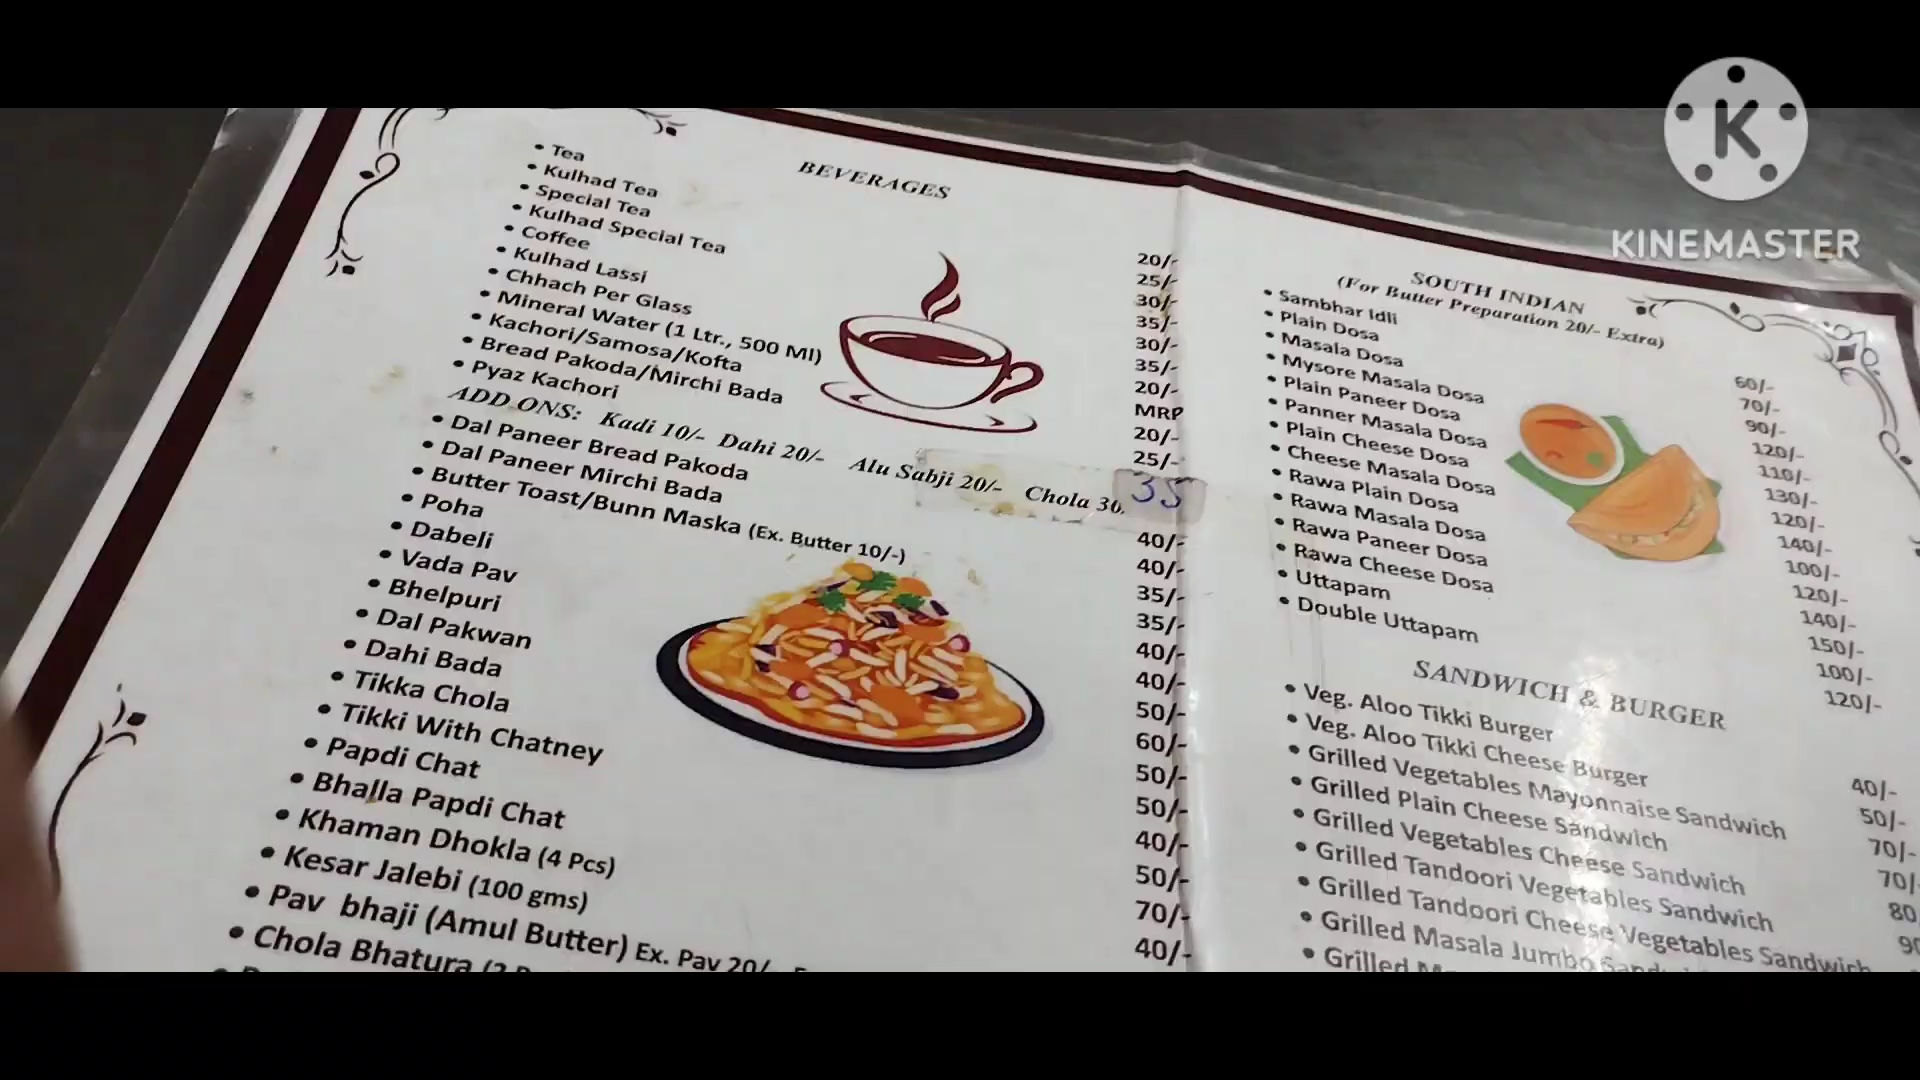 KINEMASTER
BEVERAGES
• Tea 20/-
• Kulhad Tea 25/-
• Special Tea 30/-
• Kulhad Special Tea 35/-
• Coffee 30/-
• Kulhad Lassi 35/-
• Chhach Per Glass 20/-
• Mineral Water (1 Ltr., 500 Ml) MRP
• Kachori/Samosa/Kofta 20/-
• Bread Pakoda/Mirchi Bada 25/-
• Pyaz Kachori 35
ADD ONS: Kadi 10/- Dahi 20/- Alu Sabji 20/- Chola 30
• Dal Paneer Bread Pakoda 40/-
• Dal Paneer Mirchi Bada 40/-
• Butter Toast/Bunn Maska (Ex. Butter 10/-) 35/-
• Poha 35/-
• Dabeli 40/-
• Vada Pav 40/-
• Bhelpuri 50/-
• Dal Pakwan 60/-
• Dahi Bada 50/-
• Tikka Chola 50/-
• Tikki With Chatney 40/-
• Papdi Chat 50/-
• Bhalla Papdi Chat 70/-
• Khaman Dhokla (4 Pcs) 40/-
• Kesar Jalebi (100 gms)
• Pav bhaji (Amul Butter) Ex. Pav 20/-
• Chola Bhatura
SOUTH INDIAN
(For Butter Preparation 20/- Extra)
• Sambhar Idli 60/-
• Plain Dosa 70/-
• Masala Dosa 90/-
• Mysore Masala Dosa 120/-
• Plain Paneer Dosa 110/-
• Panner Masala Dosa 130/-
• Plain Cheese Dosa 120/-
• Cheese Masala Dosa 140/-
• Rawa Plain Dosa 100/-
• Rawa Masala Dosa 120/-
• Rawa Paneer Dosa 140/-
• Rawa Cheese Dosa 150/-
• Uttapam 100/-
• Double Uttapam 120/-
SANDWICH & BURGER
• Veg. Aloo Tikki Burger 40/-
• Veg. Aloo Tikki Cheese Burger 50/-
• Grilled Vegetables Mayonnaise Sandwich 70/-
• Grilled Plain Cheese Sandwich 70/-
• Grilled Vegetables Cheese Sandwich 80
• Grilled Tandoori Vegetables Sandwich
• Grilled Tandoori Cheese Vegetables Sandwich
• Grilled Masala Jumbo
• Grilled